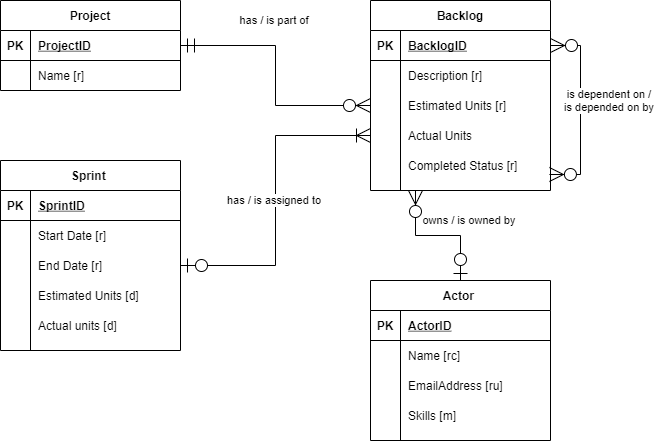 Project
PK ProjectID
Name [r]
has / is part of
Backlog
PK BacklogID
Description [r]
Estimated Units [r]
Actual Units
Completed Status [r]
is dependent on /
is depended on by
Sprint
PK SprintID
Start Date [r]
End Date [r]
Estimated Units [d]
Actual units [d]
has / is assigned to
owns / is owned by
Actor
PK ActorID
Name [rc]
EmailAddress [ru]
Skills [m]